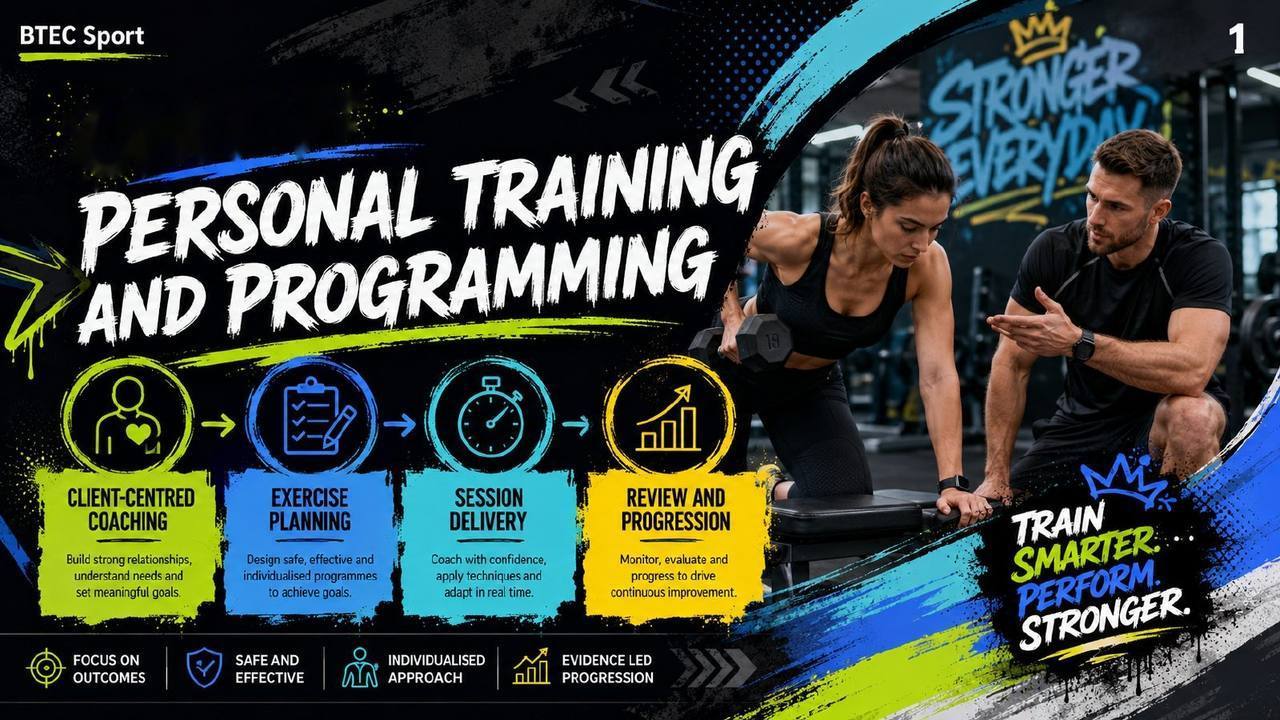 BTEC Sport
1
STRONGER
EVERYDAY
PERSONAL TRAINING
AND PROGRAMMING
18
CLIENT-CENTRED
COACHING
Build strong relationships,
understand needs and
set meaningful goals.
EXERCISE
PLANNING
Design safe, effective and
individualised programmes
to achieve goals.
SESSION
DELIVERY
Coach with confidence,
apply techniques and
adapt in real time.
REVIEW AND
PROGRESSION
Monitor, evaluate and
progress to drive
continuous improvement.
TRAIN
SMARTER.
PERFORM.
STRONGER.
FOCUS ON
OUTCOMES
SAFE AND
EFFECTIVE
INDIVIDUALISED
APPROACH
EVIDENCE LED
PROGRESSION